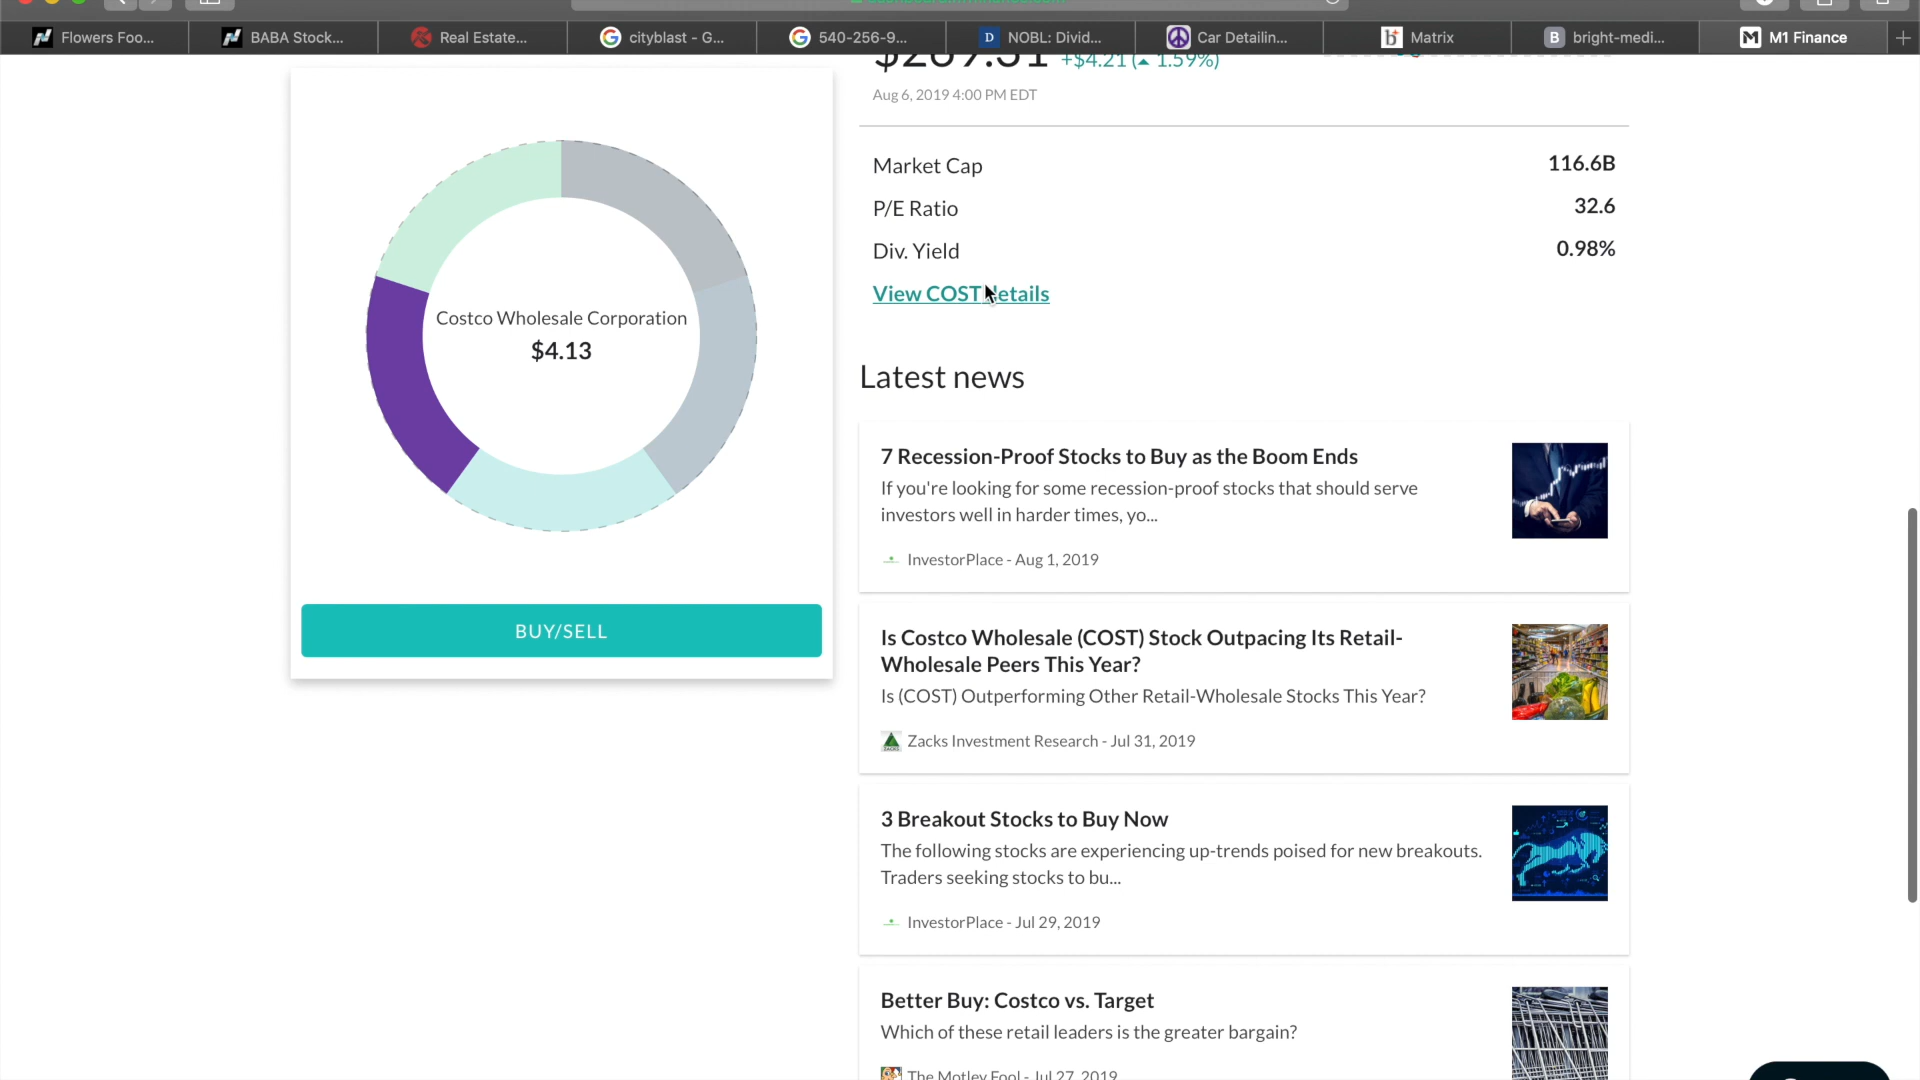 Flowers Foo...
BABA Stock...
Real Estate...
cityblast - G...
540-256-9...
D
NOBL: Divid...
Car Detailin...
Matrix
B
bright-medi...
M1 Finance
+$4.21 (▲ 1.59%)
Aug 6, 2019 4:00 PM EDT
Market Cap
116.6B
P/E Ratio
32.6
Div. Yield
0.98%
View COST details
Costco Wholesale Corporation
$4.13
BUY/SELL
Latest news
7 Recession-Proof Stocks to Buy as the Boom Ends
If you're looking for some recession-proof stocks that should serve
investors well in harder times, yo...
InvestorPlace - Aug 1, 2019
Is Costco Wholesale (COST) Stock Outpacing Its Retail-
Wholesale Peers This Year?
Is (COST) Outperforming Other Retail-Wholesale Stocks This Year?
Zacks Investment Research - Jul 31, 2019
3 Breakout Stocks to Buy Now
The following stocks are experiencing up-trends poised for new breakouts.
Traders seeking stocks to bu...
InvestorPlace - Jul 29, 2019
Better Buy: Costco vs. Target
Which of these retail leaders is the greater bargain?
The Motley Fool - Jul 27, 2019